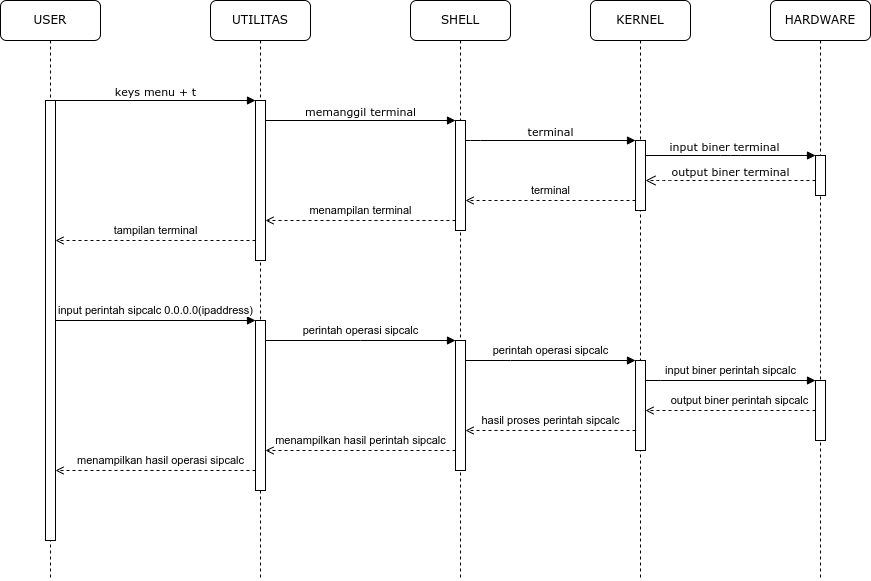 USER
UTILITAS
SHELL
KERNEL
HARDWARE
keys menu + t
memanggil terminal
terminal
input biner terminal
output biner terminal
terminal
menampilan terminal
tampilan terminal
input perintah sipcalc 0.0.0.0(ipaddress)
perintah operasi sipcalc
perintah operasi sipcalc
input biner perintah sipcalc
output biner perintah sipcalc
hasil proses perintah sipcalc
menampilkan hasil perintah sipcalc
menampilkan hasil operasi sipcalc